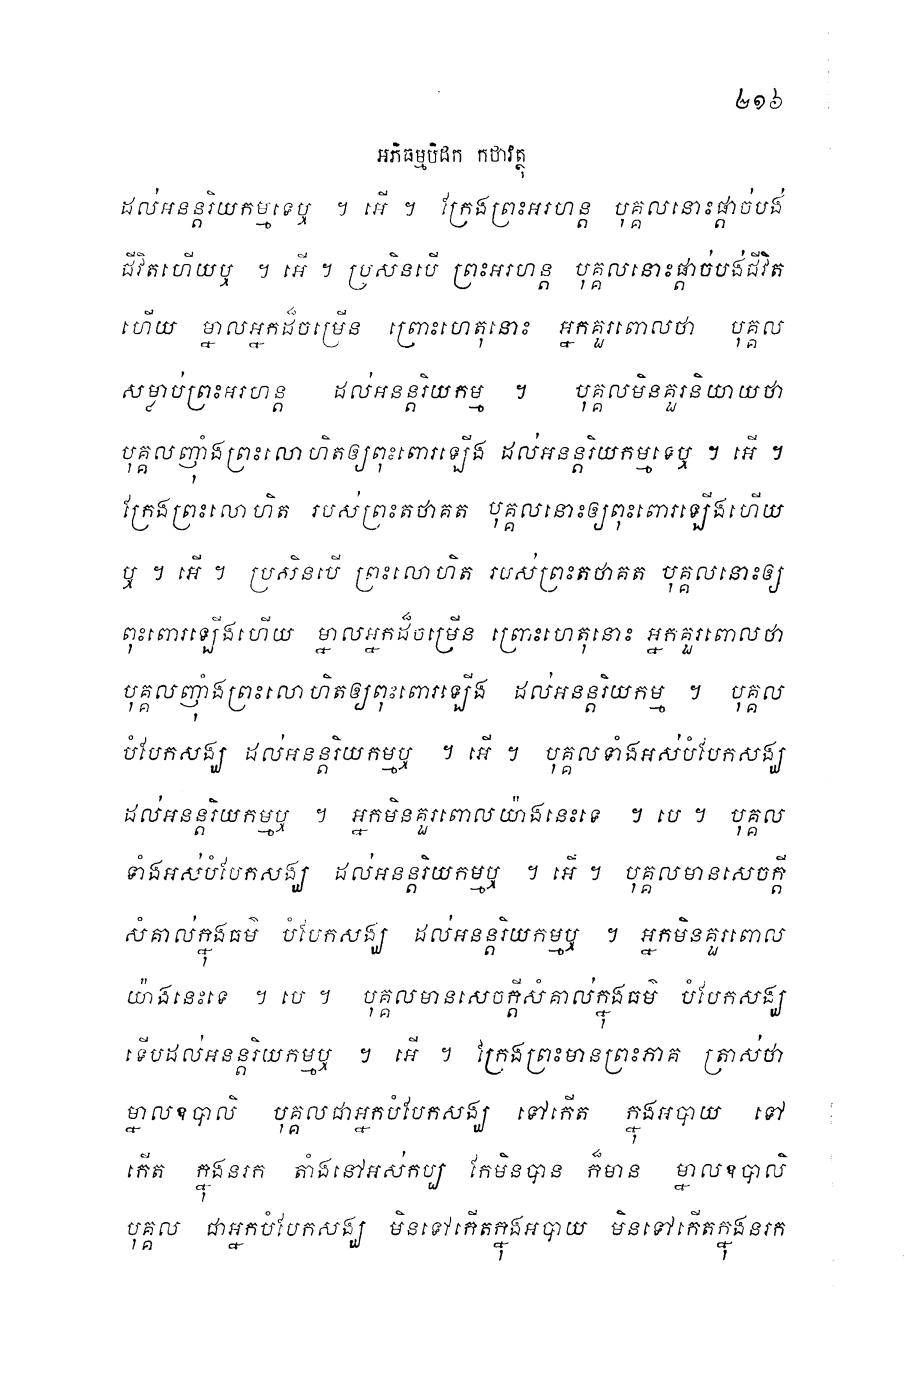 ២១៦
អភិធម្មបិដក កថាវត្ថុ
ដល់អនន្តរិយកម្មទេឬ ។ អើ ។ ក្រែងព្រះអរហន្ត បុគ្គលនោះផ្តាច់បង់
ជីវិតហើយឬ ។ អើ ។ ប្រសិនបើ ព្រះអរហន្ត បុគ្គលនោះផ្តាច់បង់ជីវិត
ហើយ ម្នាលអ្នកដ៏ចម្រើន ព្រោះហេតុនោះ អ្នកគួរពោលថា បុគ្គល
សម្លាប់ព្រះអរហន្ត ដល់អនន្តរិយកម្ម ។ បុគ្គលមិនគួរនិយាយថា
បុគ្គលញុំាងព្រះលោហិតឲ្យពុះពោរឡើង ដល់អនន្តរិយកម្មទេឬ ។ អើ ។
ក្រែងព្រះលោហិត របស់ព្រះតថាគត បុគ្គលនោះឲ្យពុះពោរឡើងហើយ
ឬ ។ អើ ។ ប្រសិនបើ ព្រះលោហិត របស់ព្រះតថាគត បុគ្គលនោះឲ្យ
ពុះពោរឡើងហើយ ម្នាលអ្នកដ៏ចម្រើន ព្រោះហេតុនោះ អ្នកគួរពោលថា
បុគ្គលញុំាងព្រះលោហិតឲ្យពុះពោរឡើង ដល់អនន្តរិយកម្ម ។ បុគ្គល
បំបែកសង្ឃ ដល់អនន្តរិយកម្មឬ ។ អើ ។ បុគ្គលទាំងអស់បំបែកសង្ឃ
ដល់អនន្តរិយកម្មឬ ។ អ្នកមិនគួរពោលយ៉ាងនេះទេ ។ បេ ។ បុគ្គល
ទាំងអស់បំបែកសង្ឃ ដល់អនន្តរិយកម្មឬ ។ អើ ។ បុគ្គលមានសេចក្តី
សំគាល់ក្នុងធម៌ បំបែកសង្ឃ ដល់អនន្តរិយកម្មឬ ។ អ្នកមិនគួរពោល
យ៉ាងនេះទេ ។ បេ ។ បុគ្គលមានសេចក្តីសំគាល់ក្នុងធម៌ បំបែកសង្ឃ
ទើបដល់អនន្តរិយកម្មឬ ។ អើ ។ ក្រែងព្រះមានព្រះភាគ ត្រាស់ថា
ម្នាលឧបាលិ បុគ្គលជាអ្នកបំបែកសង្ឃ ទៅកើត ក្នុងអបាយ ទៅ
កើត ក្នុងនរក តាំងនៅអស់កប្ប កែមិនបាន ក៏មាន ម្នាលឧបាលិ
បុគ្គល ជាអ្នកបំបែកសង្ឃ មិនទៅកើតក្នុងអបាយ មិនទៅកើតក្នុងនរក